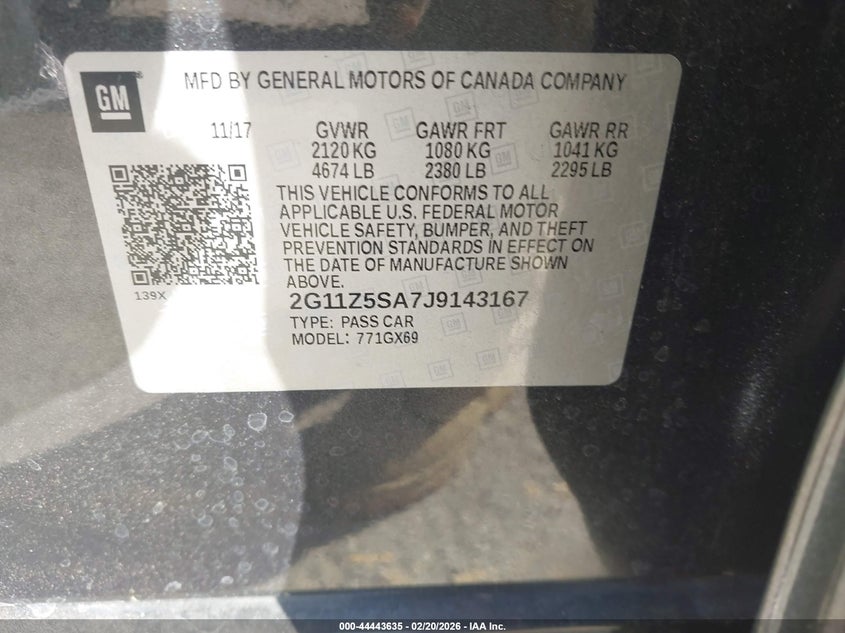 GM
MFD BY GENERAL MOTORS OF CANADA COMPANY
11/17 GVWR GAWR FRT GAWR RR
2120 KG 1080 KG 1041 KG
4674 LB 2380 LB 2295 LB
THIS VEHICLE CONFORMS TO ALL
APPLICABLE U.S. FEDERAL MOTOR
VEHICLE SAFETY, BUMPER, AND THEFT
PREVENTION STANDARDS IN EFFECT ON
THE DATE OF MANUFACTURE SHOWN
ABOVE.
139X
2G11Z5SA7J9143167
TYPE: PASS CAR
MODEL: 771GX69
000-44443635 - 02/20/2026 - IAA Inc.